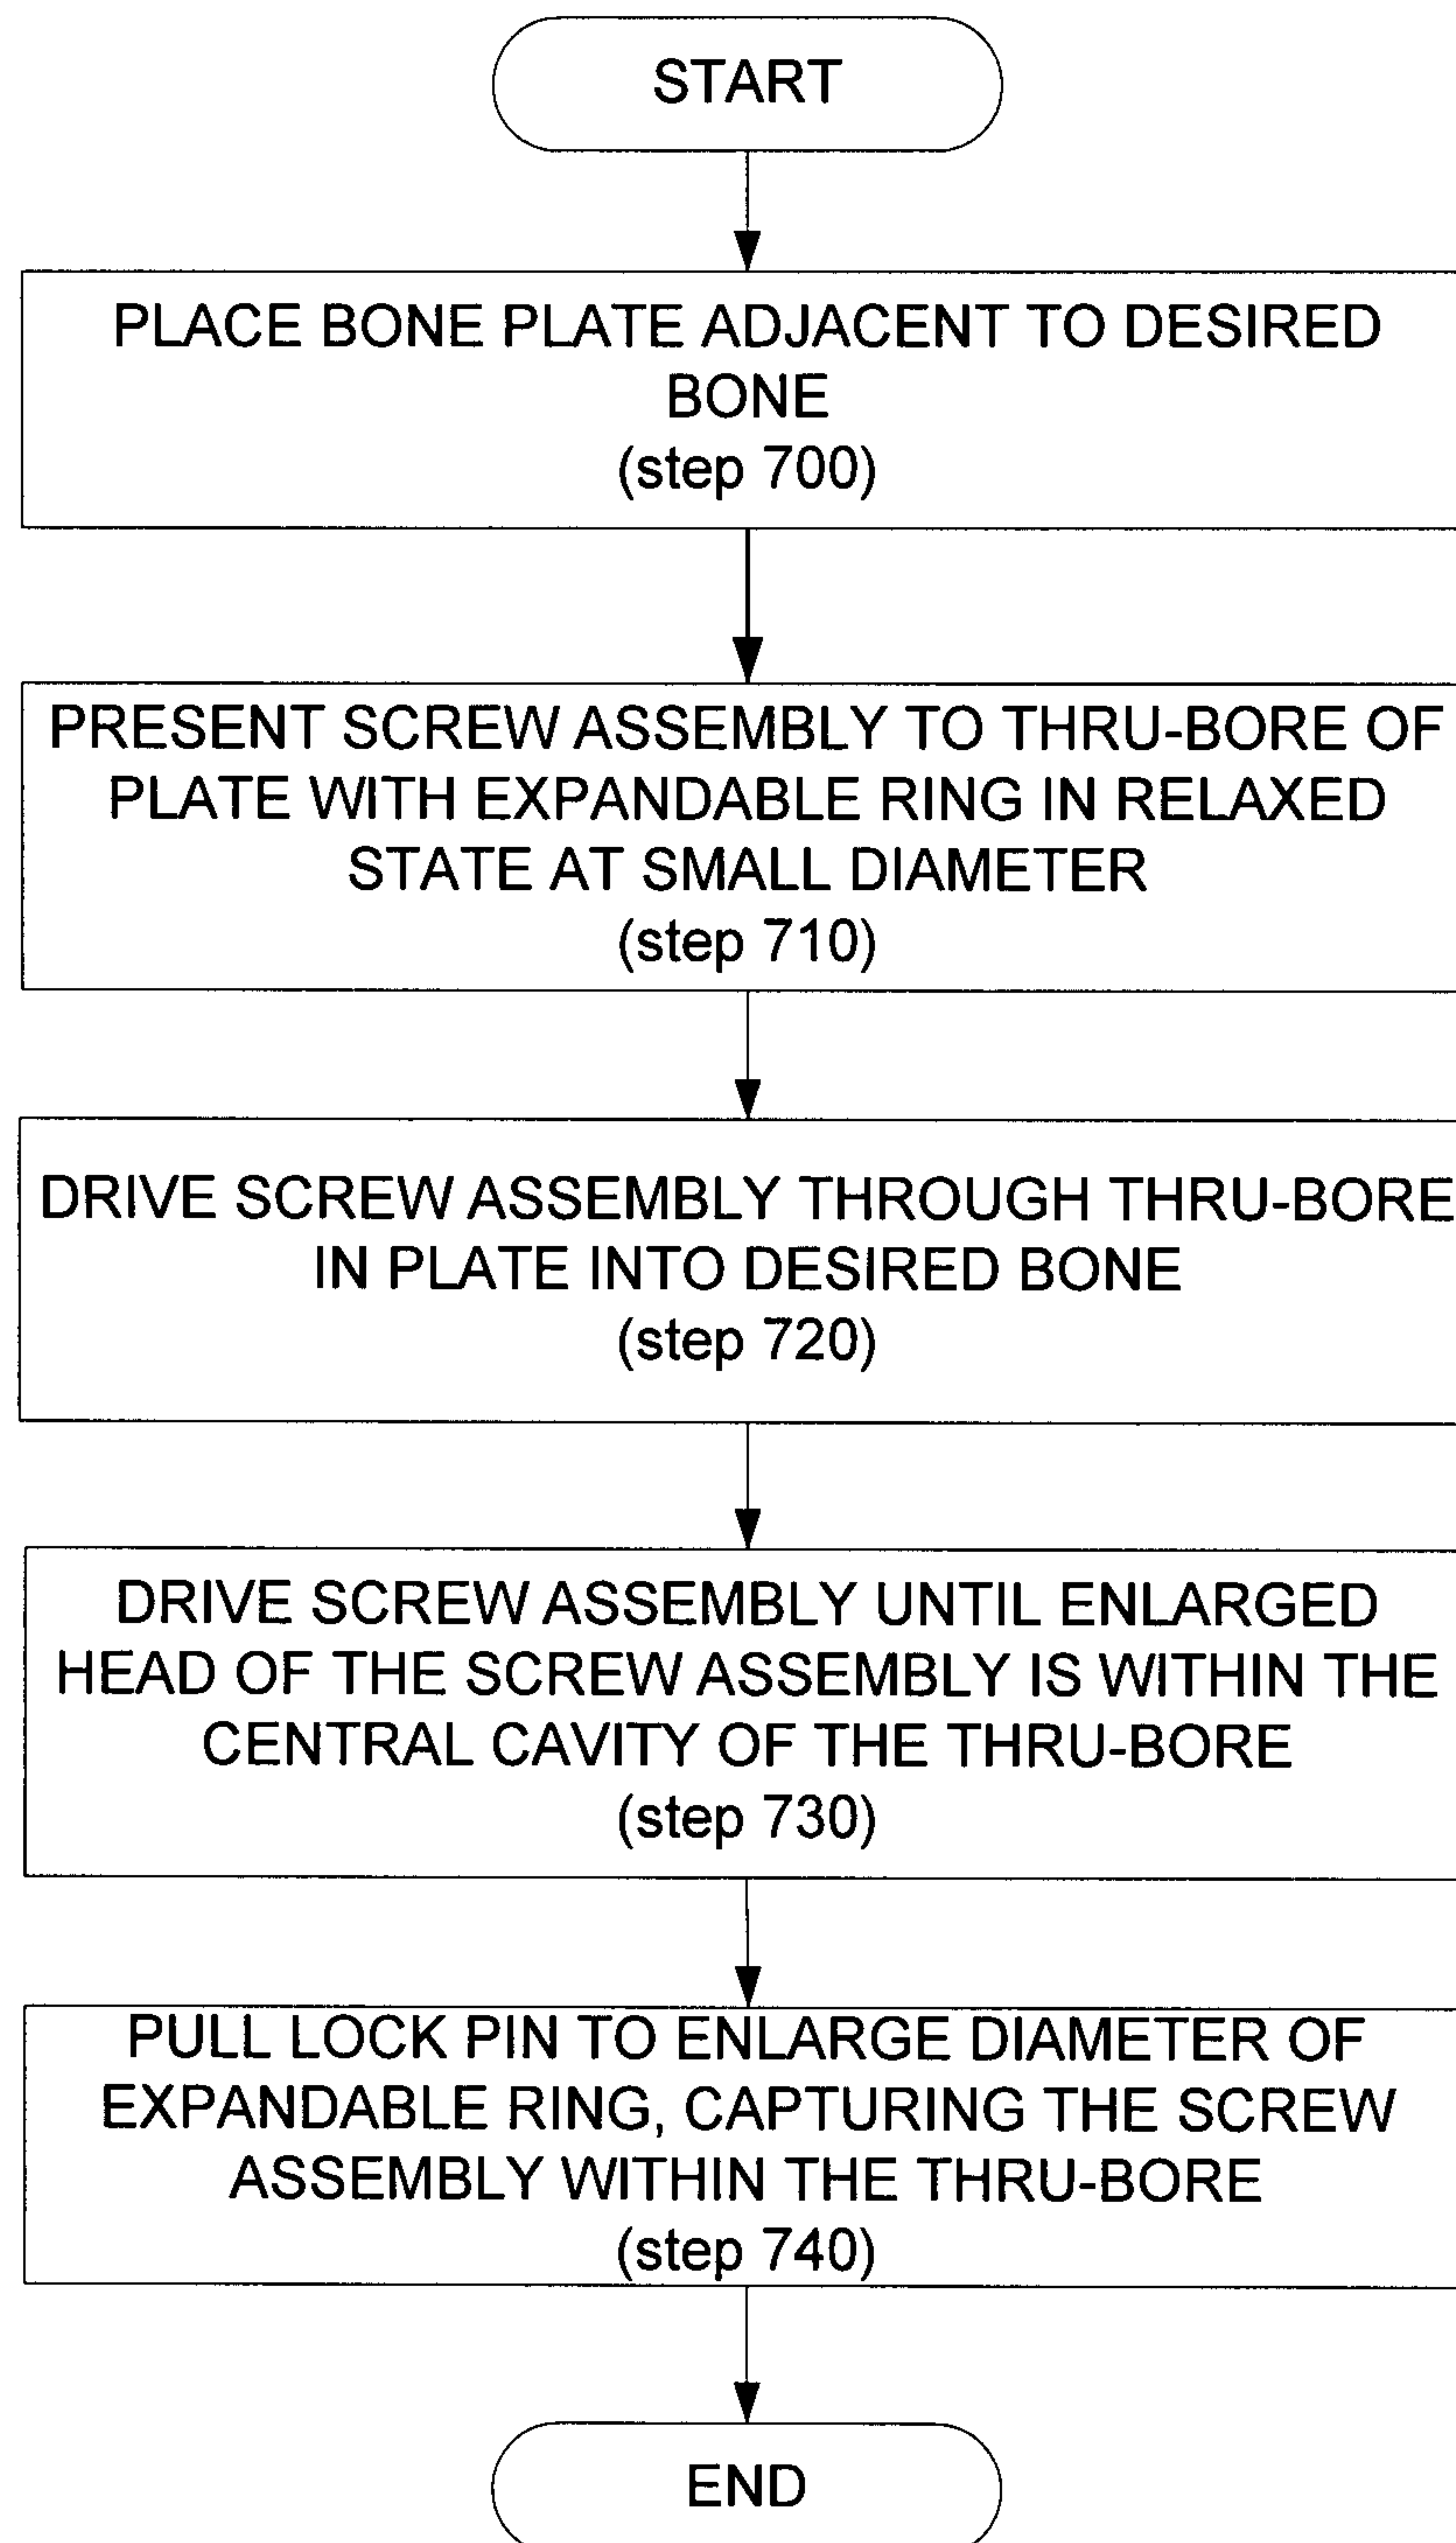 START
PLACE BONE PLATE ADJACENT TO DESIRED
BONE
(step 700)
PRESENT SCREW ASSEMBLY TO THRU-BORE OF
PLATE WITH EXPANDABLE RING IN RELAXED
STATE AT SMALL DIAMETER
(step 710)
DRIVE SCREW ASSEMBLY THROUGH THRU-BORE
IN PLATE INTO DESIRED BONE
(step 720)
DRIVE SCREW ASSEMBLY UNTIL ENLARGED
HEAD OF THE SCREW ASSEMBLY IS WITHIN THE
CENTRAL CAVITY OF THE THRU-BORE
(step 730)
PULL LOCK PIN TO ENLARGE DIAMETER OF
EXPANDABLE RING, CAPTURING THE SCREW
ASSEMBLY WITHIN THE THRU-BORE
(step 740)
END